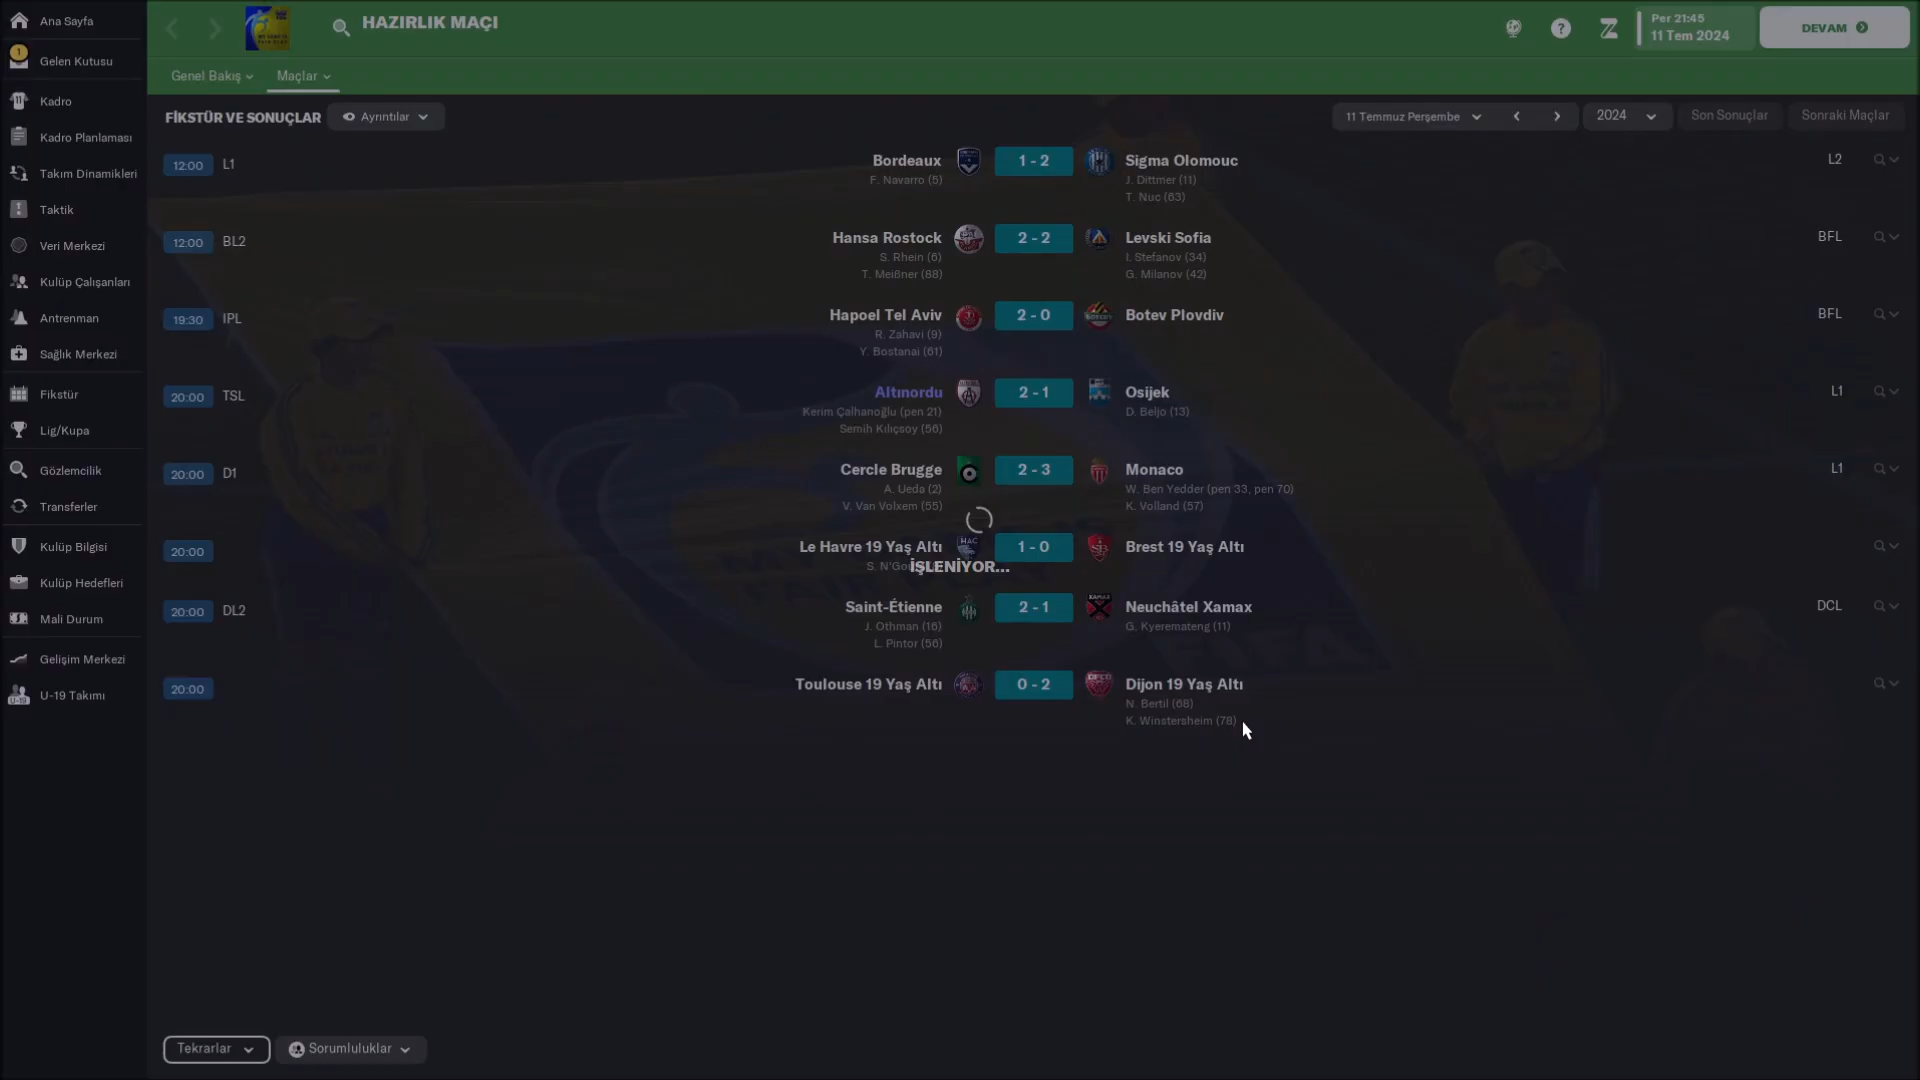 Ana Sayfa
1
Gelen Kutusu
Kadro
Kadro Planlaması
Takım Dinamikleri
Taktik
Veri Merkezi
Kulüp Çalışanları
Antrenman
Sağlık Merkezi
Fikstür
Lig/Kupa
Gözlemcilik
Transferler
Kulüp Bilgisi
Kulüp Hedefleri
Mali Durum
Gelişim Merkezi
U-19 Takımı
HAZIRLIK MAÇI
Per 21:45
11 Tem 2024
DEVAM
Genel Bakış Maçlar
FİKSTÜR VE SONUÇLAR Ayrıntılar 11 Temmuz Perşembe 2024 Son Sonuçlar Sonraki Maçlar
12:00 L1 Bordeaux 1 - 2 Sigma Olomouc L2
F. Navarro (5) J. Dittmer (11)
T. Nuc (63)
12:00 BL2 Hansa Rostock 2 - 2 Levski Sofia BFL
S. Rhein (6) I. Stefanov (34)
T. Meißner (88) G. Milanov (42)
19:30 IPL Hapoel Tel Aviv 2 - 0 Botev Plovdiv BFL
R. Zahavi (9)
Y. Bostanai (61)
20:00 TSL Altınordu 2 - 1 Osijek L1
Kerim Çalhanoğlu (pen 21) D. Beljo (13)
Semih Kılıçsoy (56)
20:00 D1 Cercle Brugge 2 - 3 Monaco L1
A. Ueda (2) W. Ben Yedder (pen 33, pen 70)
V. Van Volxem (55) K. Volland (57)
20:00 Le Havre 19 Yaş Altı 1 - 0 Brest 19 Yaş Altı
İŞLENİYOR...
20:00 DL2 Saint-Étienne 2 - 1 Neuchâtel Xamax DCL
J. Othman (16) G. Kyeremateng (11)
L. Pintor (56)
20:00 Toulouse 19 Yaş Altı 0 - 2 Dijon 19 Yaş Altı
N. Bertil (68)
K. Winstersheim (78)
Tekrarlar Sorumluluklar